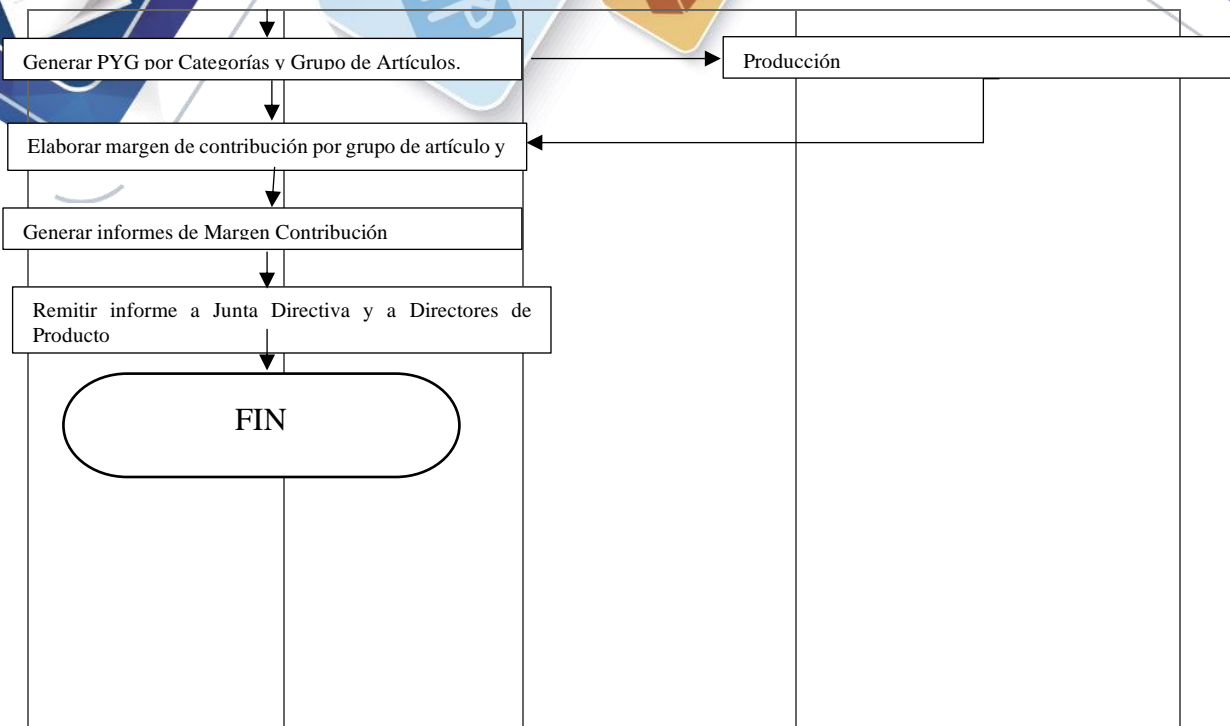 Generar PYG por Categorías y Grupo de Artículos.
Producción
Elaborar margen de contribución por grupo de artículo y
Generar informes de Margen Contribución
Remitir informe a Junta Directiva y a Directores de
Producto
FIN